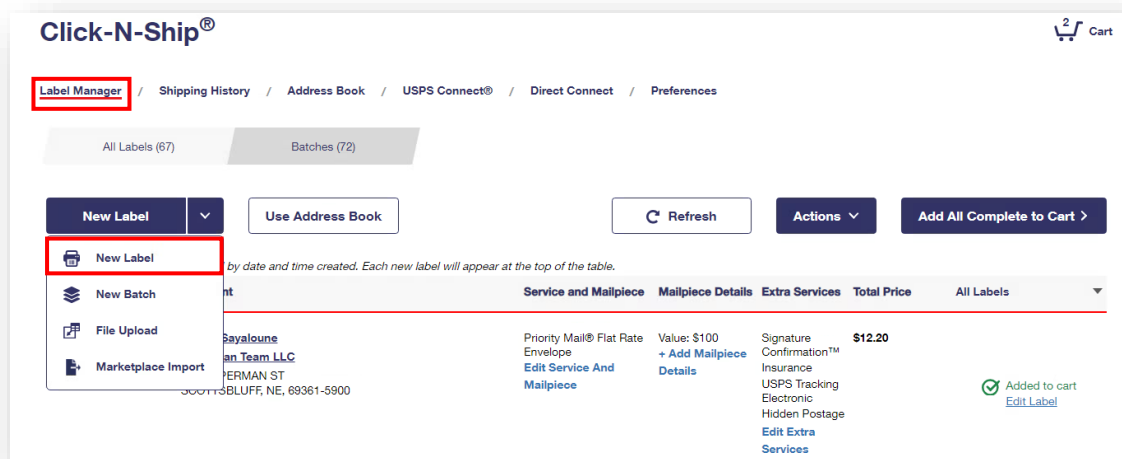 Click-N-Ship®
2 Cart
Label Manager / Shipping History / Address Book / USPS Connect® / Direct Connect / Preferences
All Labels (67) Batches (72)
New Label Use Address Book Refresh Actions Add All Complete to Cart >
New Label
by date and time created. Each new label will appear at the top of the table.
New Batch
Service and Mailpiece Mailpiece Details Extra Services Total Price All Labels
File Upload
Sayaloune Priority Mail® Flat Rate Value: $100 Signature $12.20
Team LLC Envelope + Add Mailpiece Confirmation™
Marketplace Import Edit Service And Details Insurance
ST Mailpiece USPS Tracking
SCOTTSBLUFF, NE, 69361-5900 Electronic Added to cart
Hidden Postage Edit Label
Edit Extra
Services